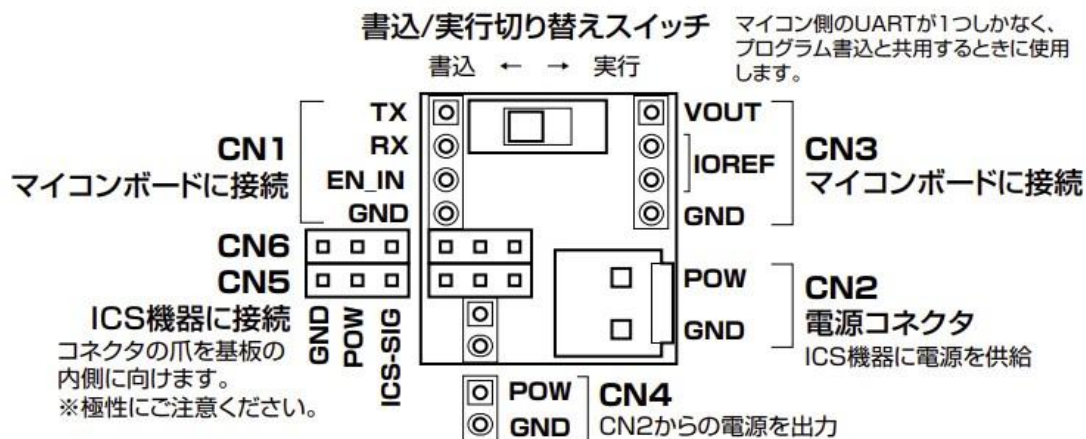 書込/実行切り替えスイッチ
書込 ← → 実行
マイコン側のUARTが1つしかなく、
プログラム書込と共用するときに使用
します。
CN1
マイコンボードに接続
TX
RX
EN_IN
GND
VOUT
IOREF
GND
CN3
マイコンボードに接続
CN6
CN5
ICS機器に接続
コネクタの爪を基板の
内側に向けます。
※極性にご注意ください。
GND
POW
ICS-SIG
POW
GND
CN2
電源コネクタ
ICS機器に電源を供給
POW
GND
CN4
CN2からの電源を出力